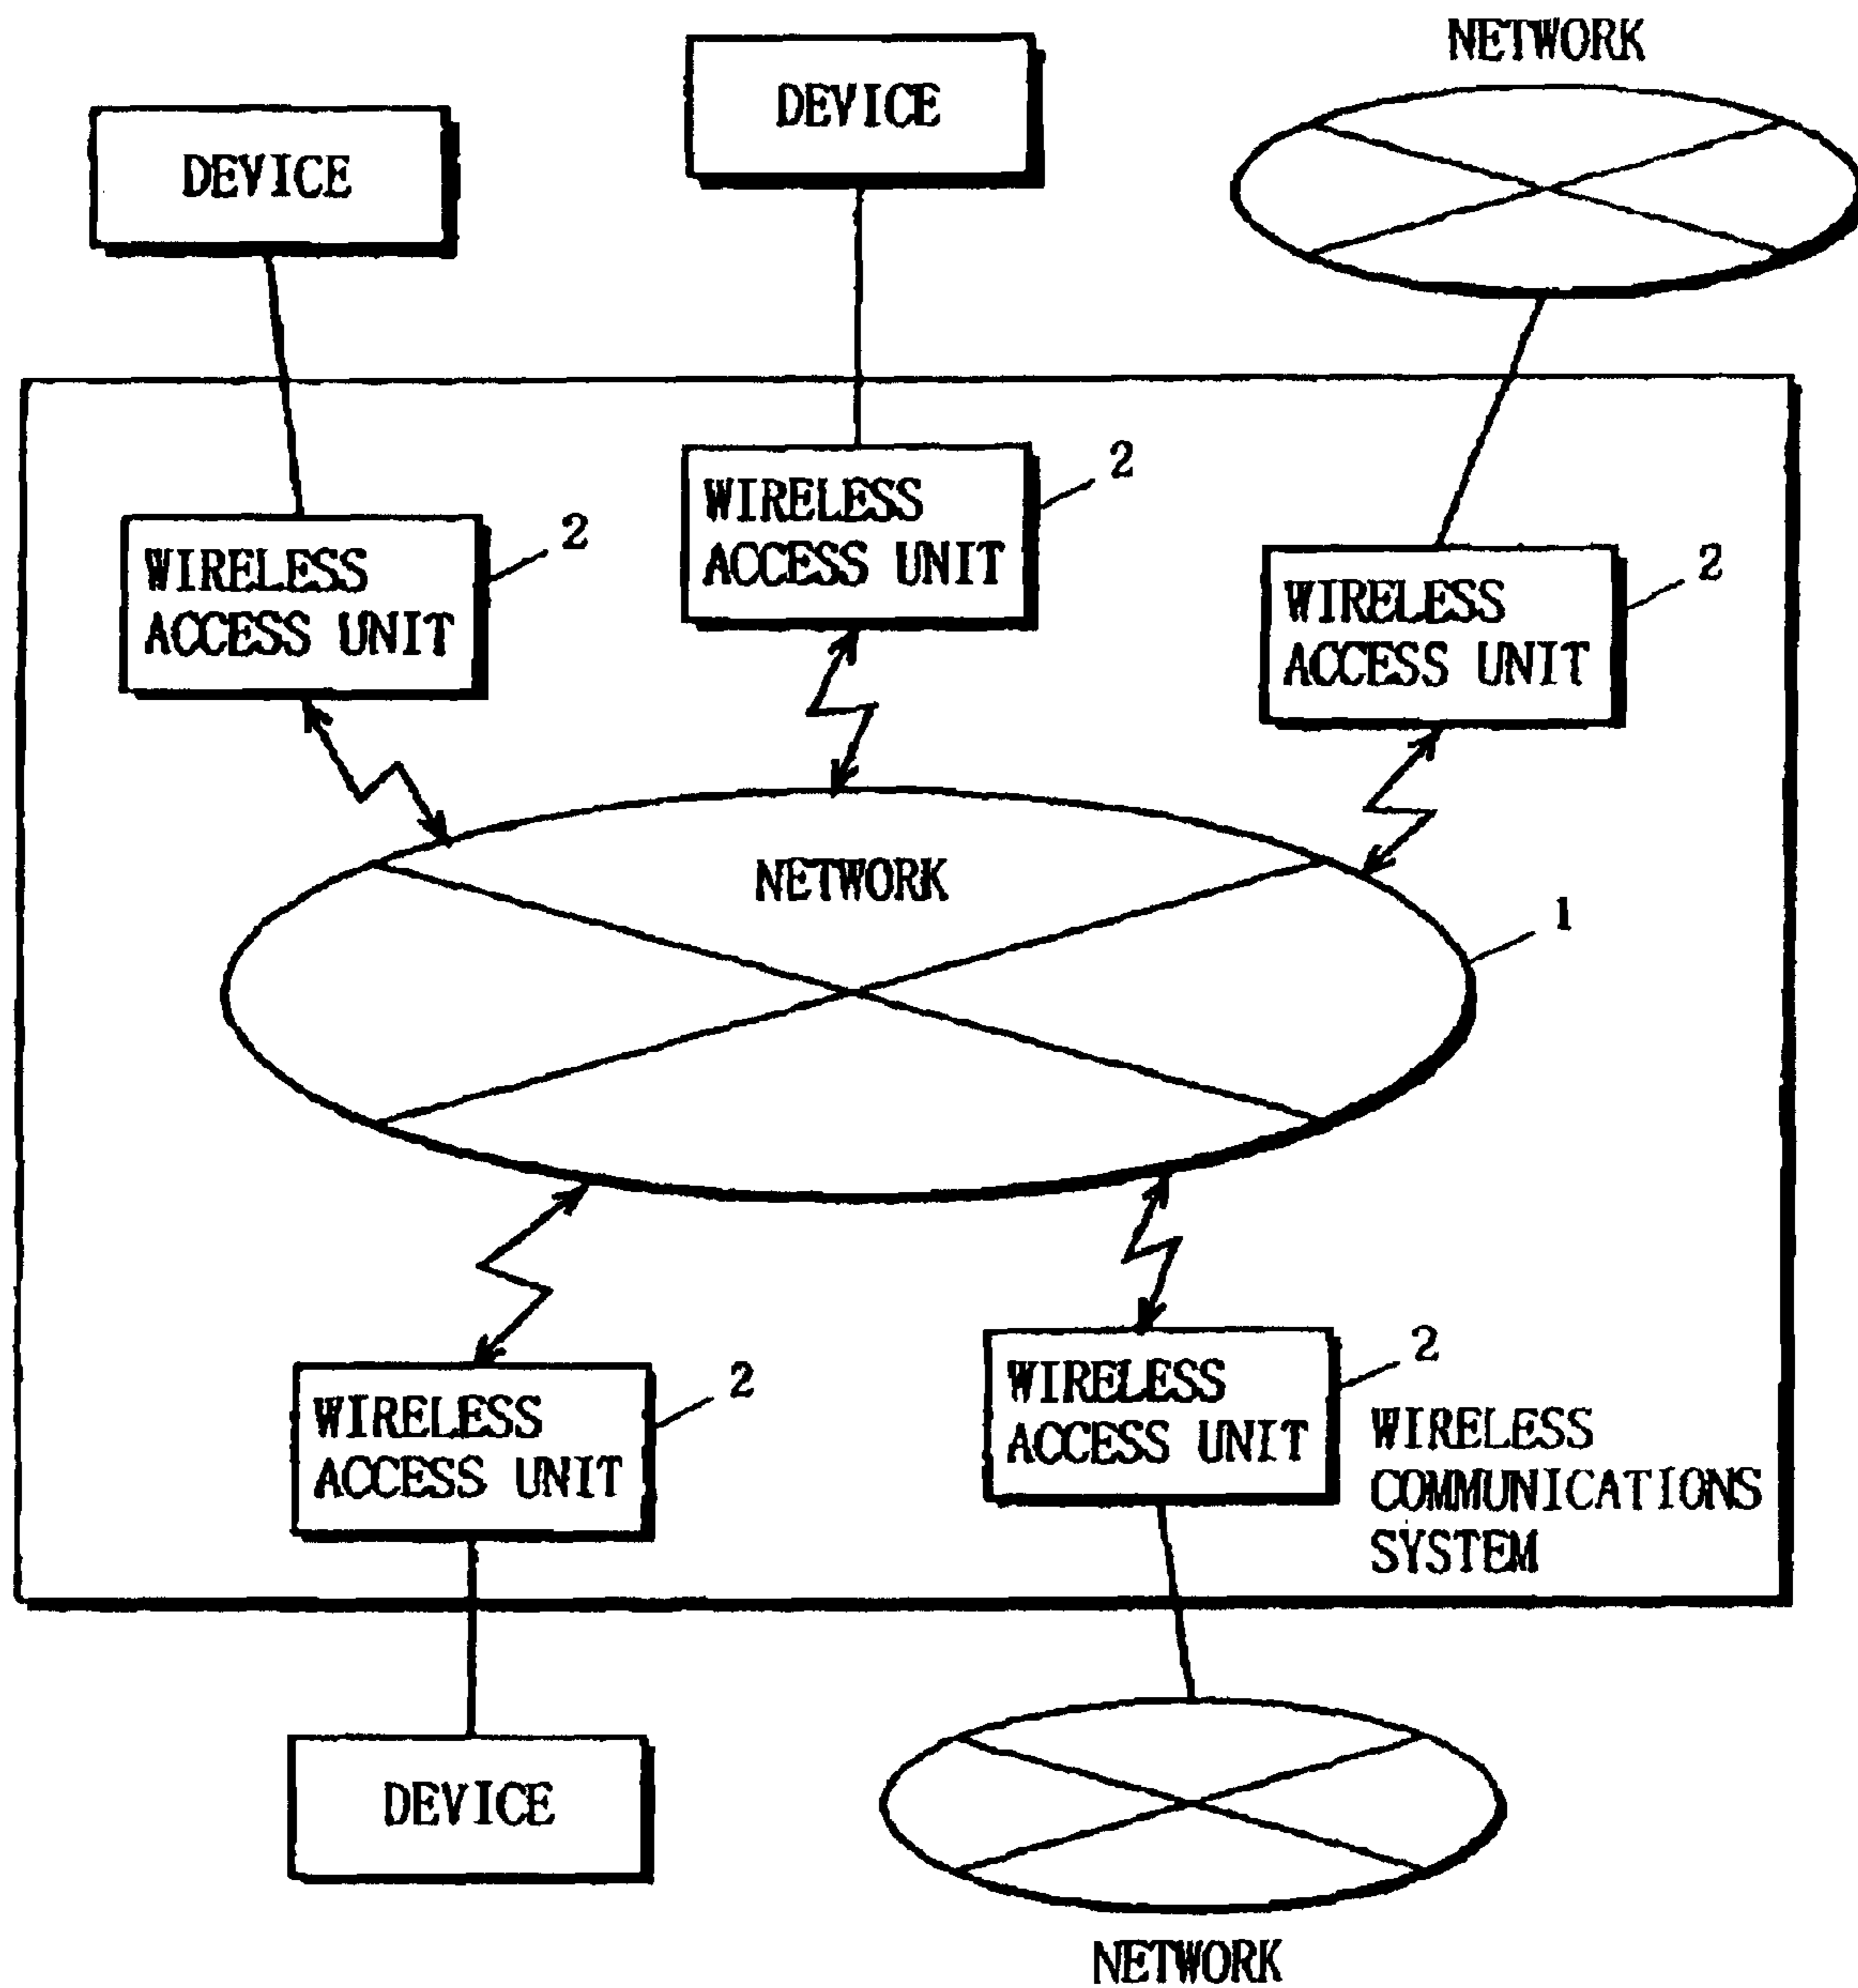 NETWORK
DEVICE
DEVICE
2
WIRELESS
ACCESS UNIT
2
WIRELESS
ACCESS UNIT
2
WIRELESS
ACCESS UNIT
NETWORK
1
2
WIRELESS
ACCESS UNIT
2
WIRELESS
ACCESS UNIT
WIRELESS
COMMUNICATIONS
SYSTEM
DEVICE
NETWORK